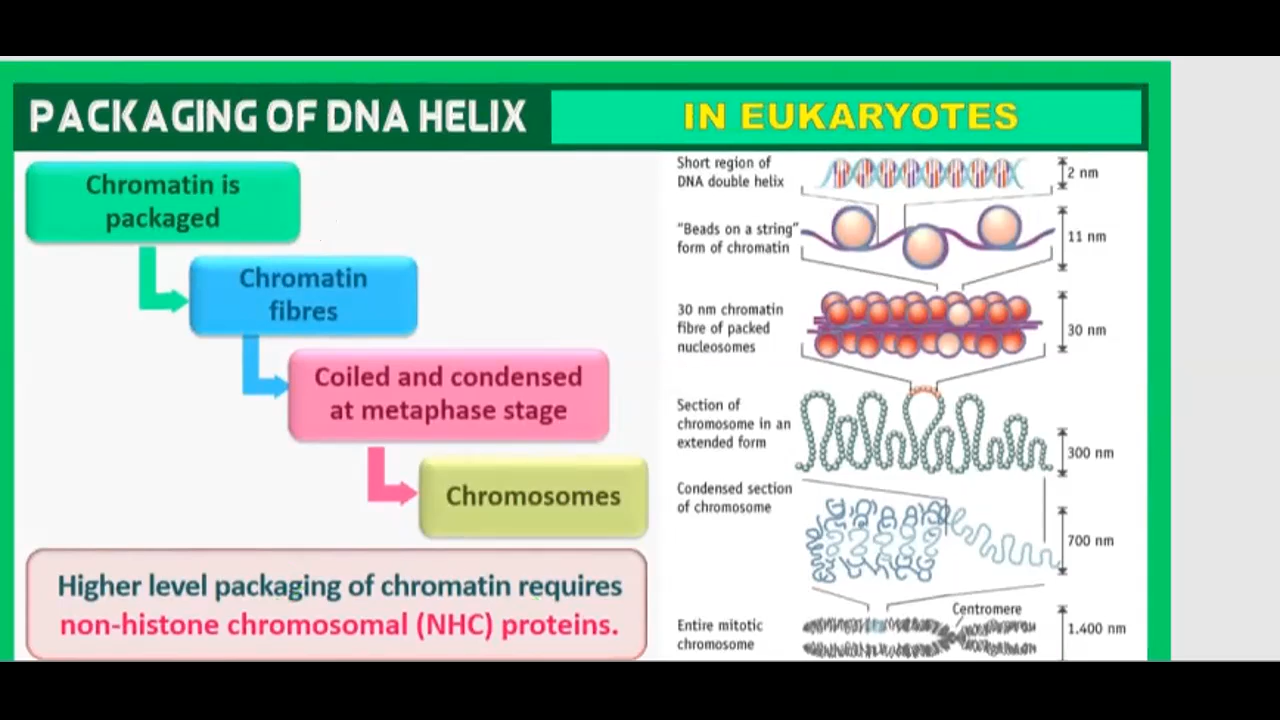 PACKAGING OF DNA HELIX
IN EUKARYOTES
Chromatin is
packaged
Chromatin
fibres
Coiled and condensed
at metaphase stage
Chromosomes
Higher level packaging of chromatin requires
non-histone chromosomal (NHC) proteins.
Short region of
DNA double helix
2 nm
"Beads on a string"
form of chromatin
11 nm
30 nm chromatin
fibre of packed
nucleosomes
30 nm
Section of
chromosome in an
extended form
300 nm
Condensed section
of chromosome
700 nm
Centromere
Entire mitotic
chromosome
1.400 nm